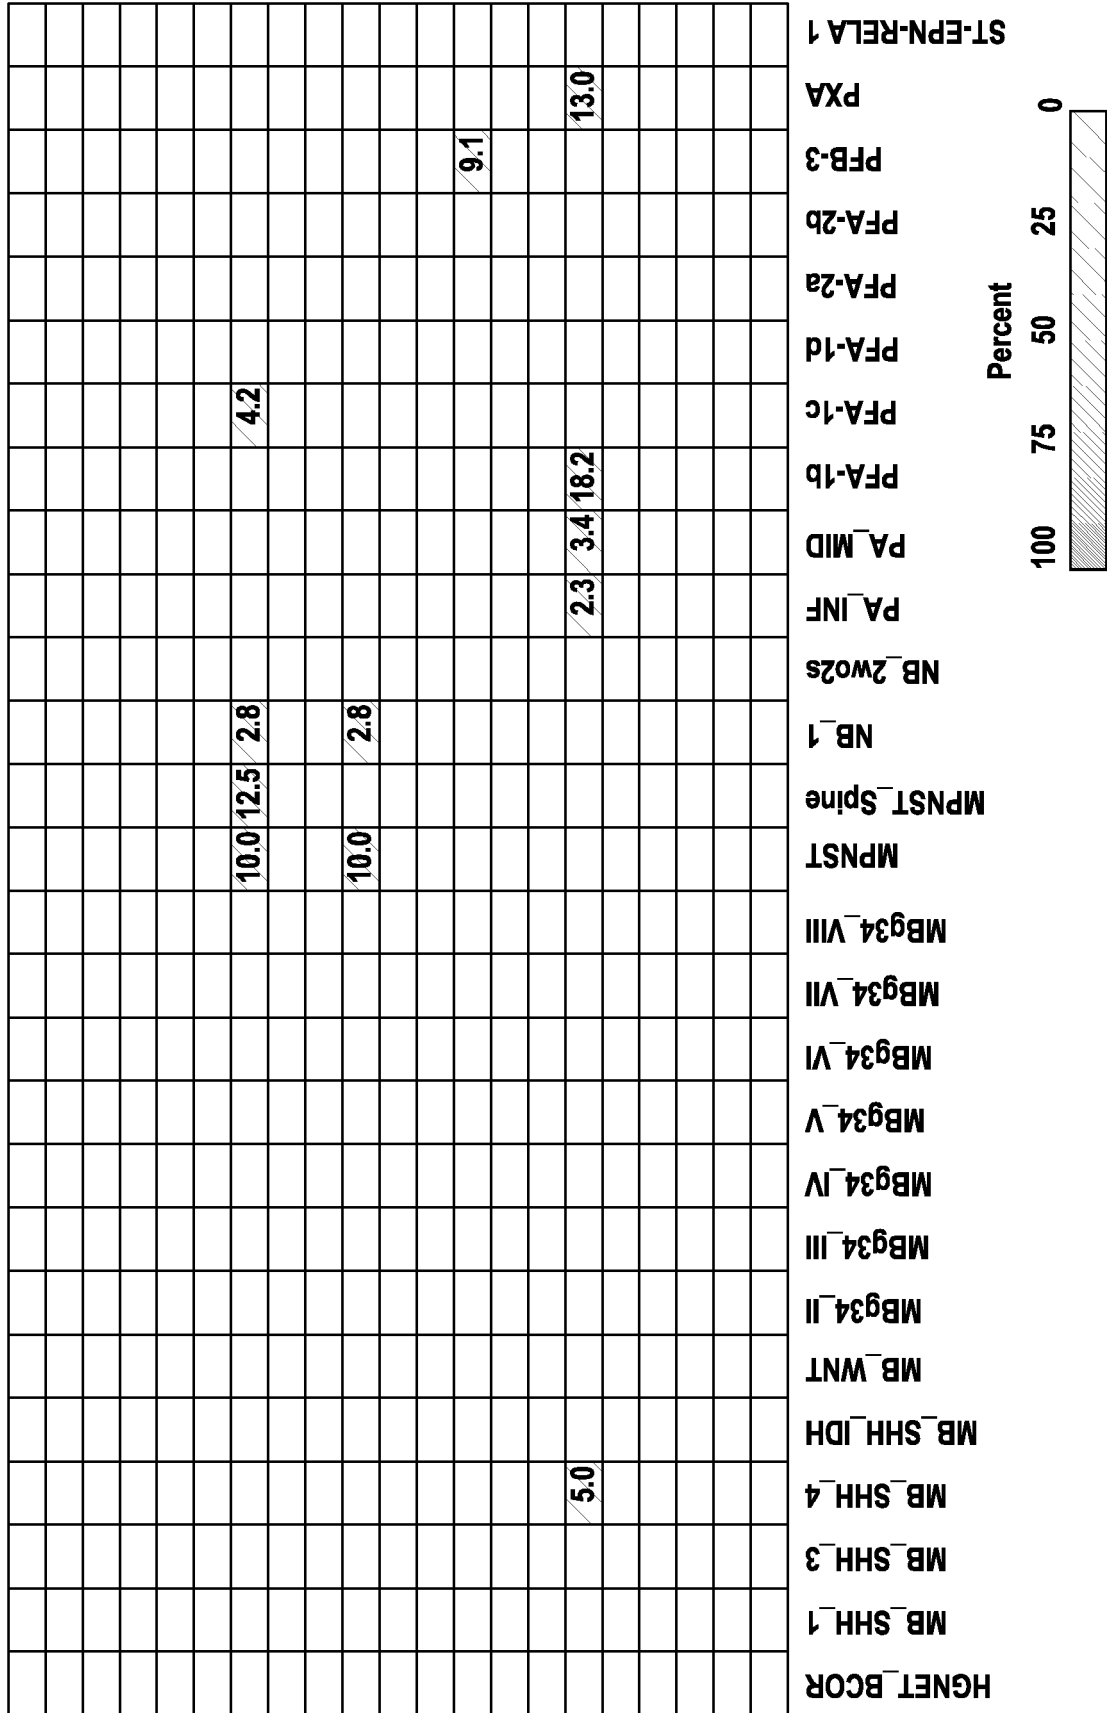 ST-EPN-RELA 1
13.0
PXA
9.1
PFB-3
PFA-2b
PFA-2a
PFA-1d
4.2
PFA-1c
18.2
PFA-1b
3.4
PA_MID
2.3
PA_INF
NB_2wo2s
2.8
2.8
NB_1
12.5
MPNST_Spine
10.0
10.0
MPNST
MBg34_VIII
MBg34_VII
MBg34_VI
MBg34_V
MBg34_IV
MBg34_III
MBg34_II
MB_WNT
MB_SHH_IDH
5.0
MB_SHH_4
MB_SHH_3
MB_SHH_1
HGNET_BCOR
Percent
0
25
50
75
100